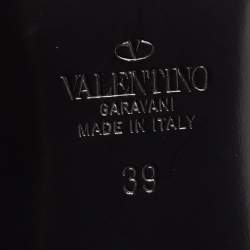 VALENTINO
GARAVANI
MADE IN ITALY
39